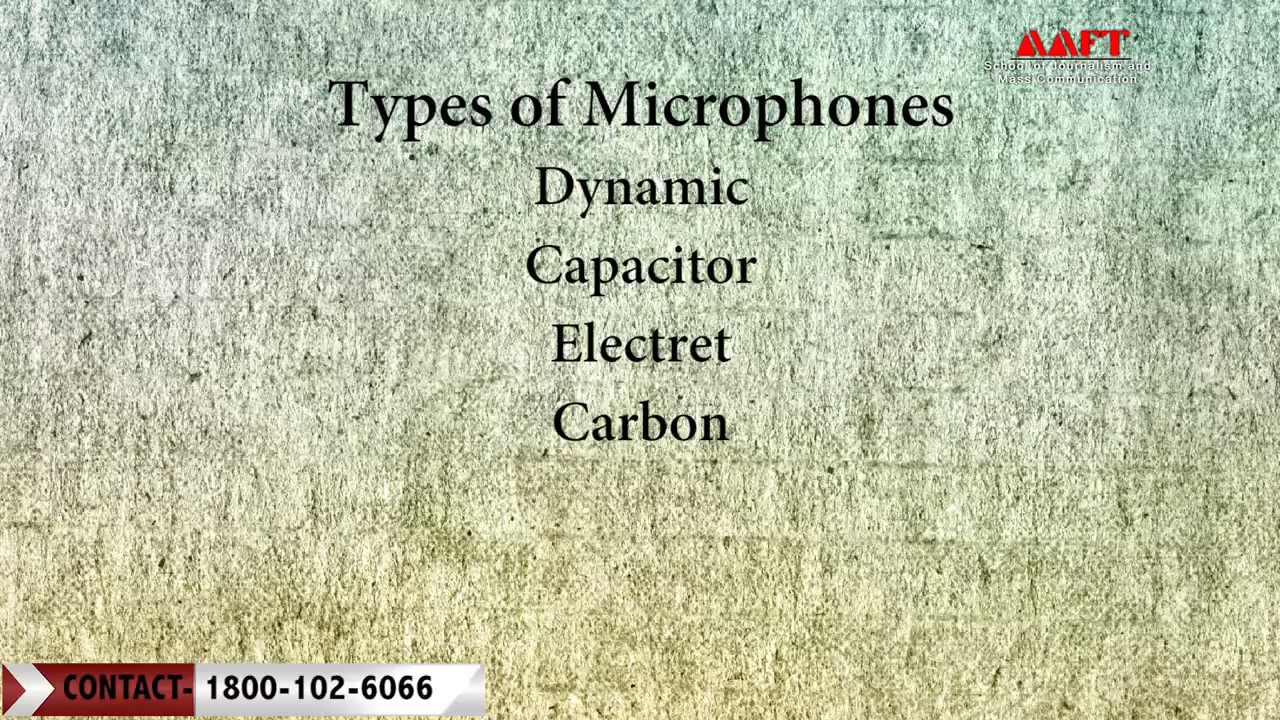 AAFT
School of Journalism and
Mass Communication
Types of Microphones
Dynamic
Capacitor
Electret
Carbon
CONTACT- 1800-102-6066